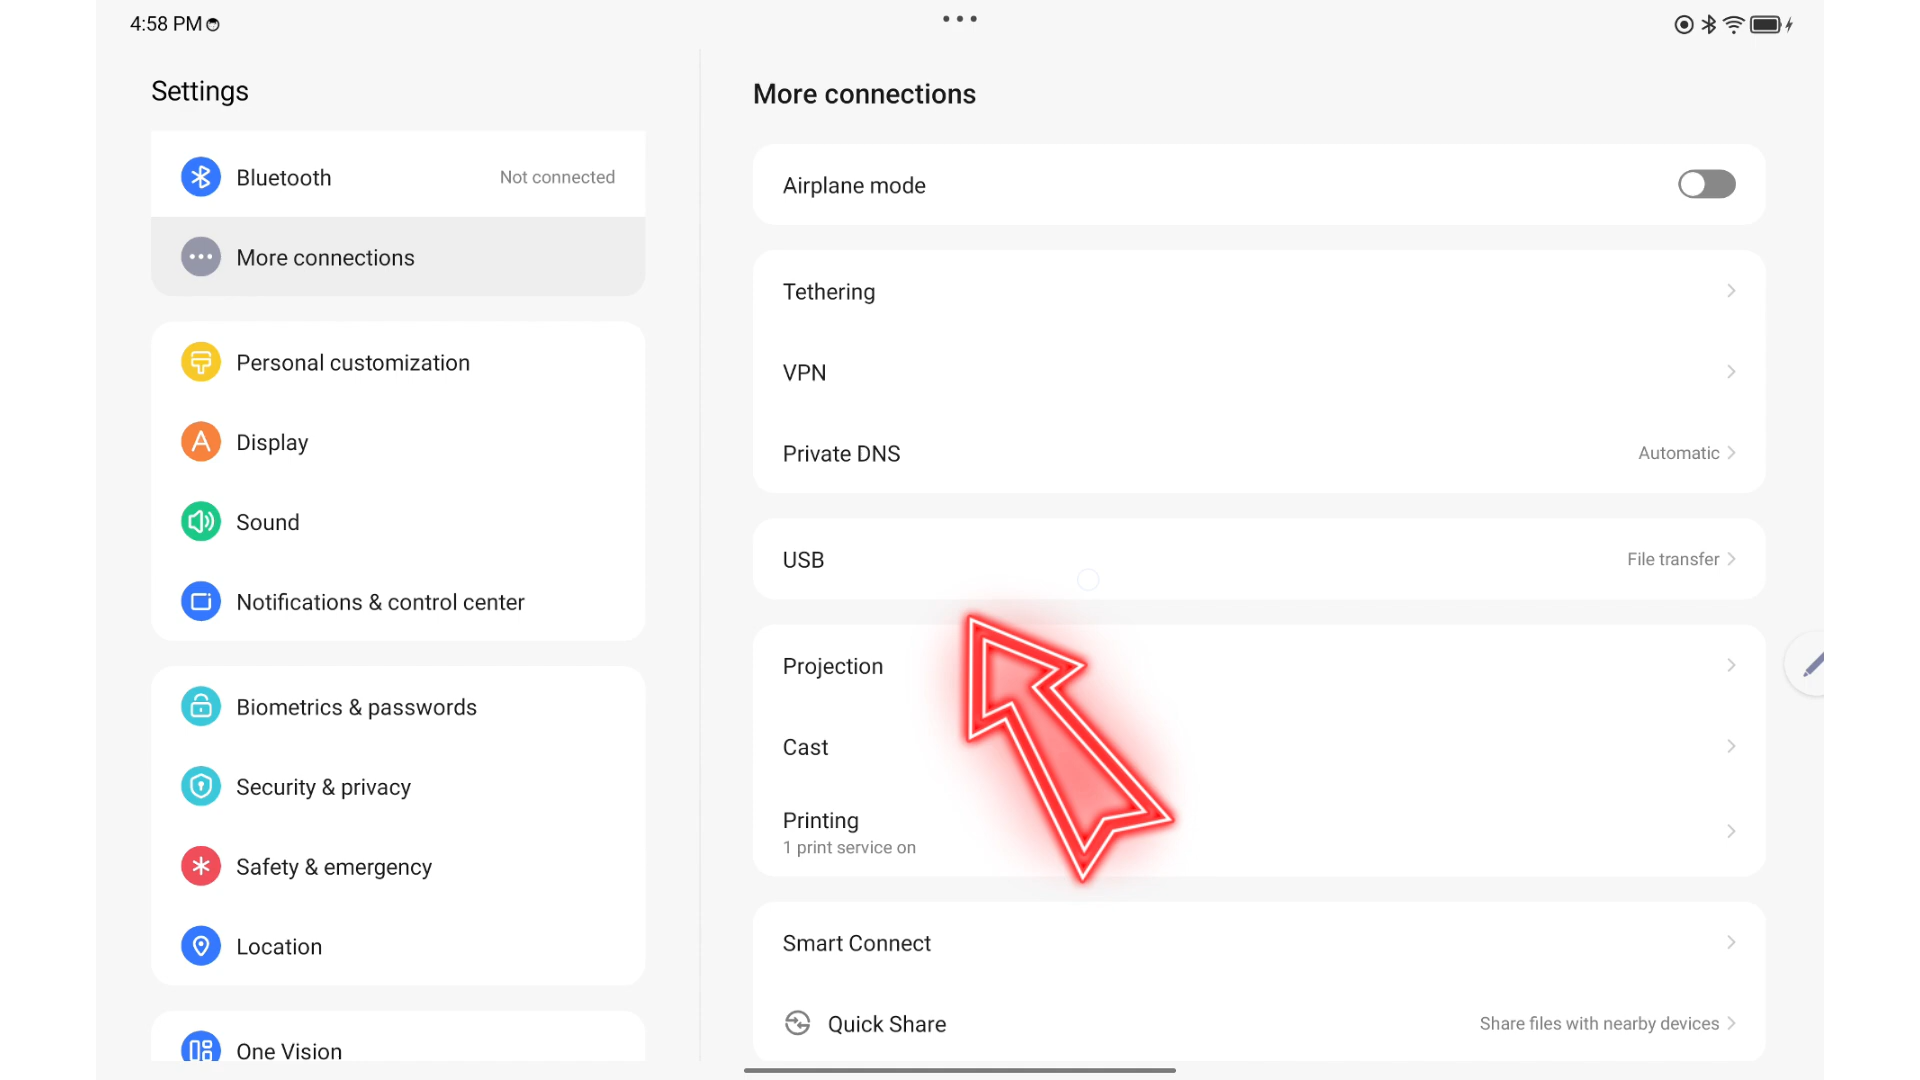 4:58 PM
Settings
Bluetooth
Not connected
More connections
Personal customization
Display
Sound
Notifications & control center
Biometrics & passwords
Security & privacy
Safety & emergency
Location
One Vision
More connections
Airplane mode
Tethering
VPN
Private DNS
Automatic
USB
File transfer
Projection
Cast
Printing
1 print service on
Smart Connect
Quick Share
Share files with nearby devices